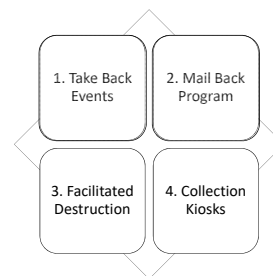 1. Take Back
Events
2. Mail Back
Program
3. Facilitated
Destruction
4. Collection
Kiosks